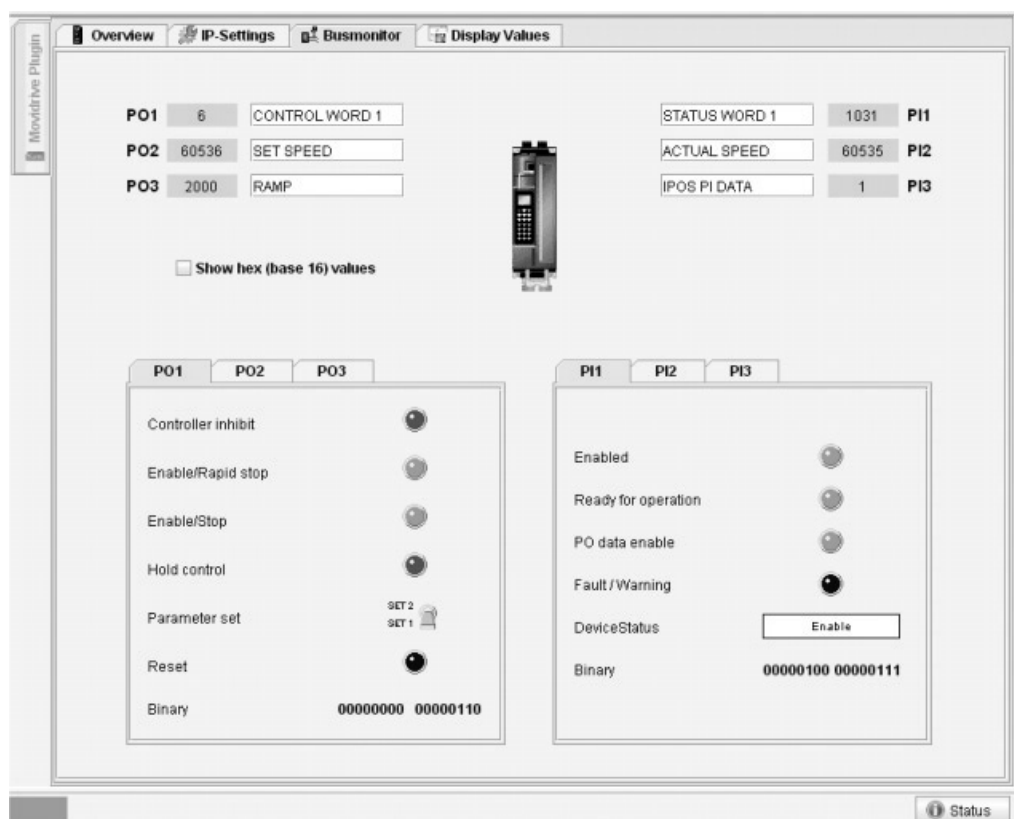 Movidrive Plugin
Overview IP-Settings Busmonitor Display Values
PO1 6 CONTROL WORD 1 STATUS WORD 1 1031 PI1
PO2 60536 SET SPEED ACTUAL SPEED 60535 PI2
PO3 2000 RAMP IPOS PI DATA 1 PI3
Show hex (base 16) values
PO1 PO2 PO3
Controller inhibit
Enable/Rapid stop
Enable/Stop
Hold control
Parameter set SET 2
SET 1
Reset
Binary 00000000 00000110
PI1 PI2 PI3
Enabled
Ready for operation
PO data enable
Fault / Warning
DeviceStatus Enable
Binary 00000100 00000111
Status